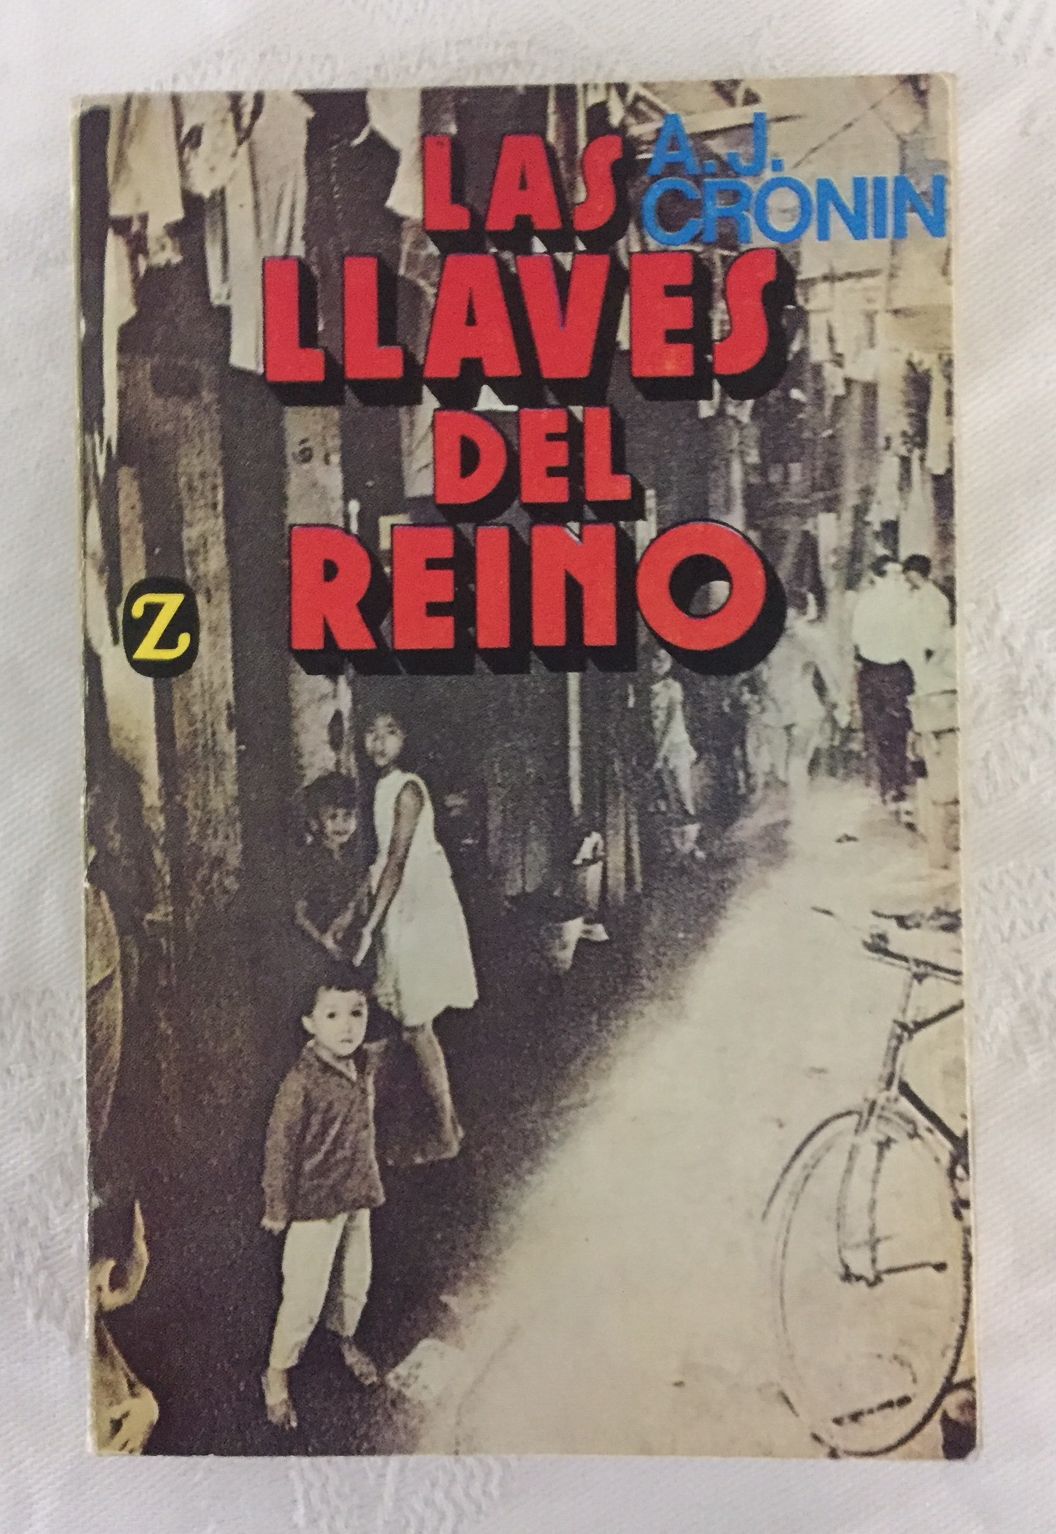 LAS
LLAVES
DEL
REINO
A. J.
CRONIN
Z